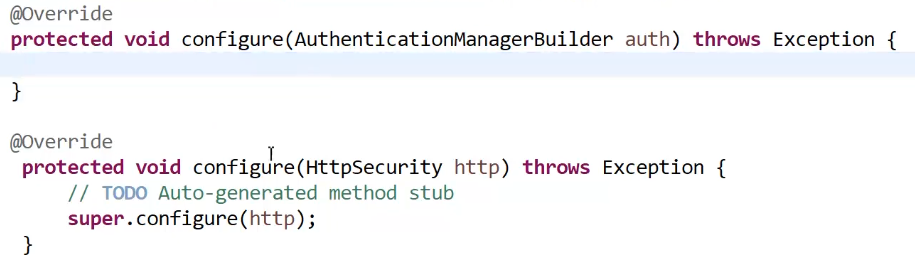 @Override
protected void configure(AuthenticationManagerBuilder auth) throws Exception {
}
@Override
protected void configure(HttpSecurity http) throws Exception {
// TODO Auto-generated method stub
super.configure(http);
}